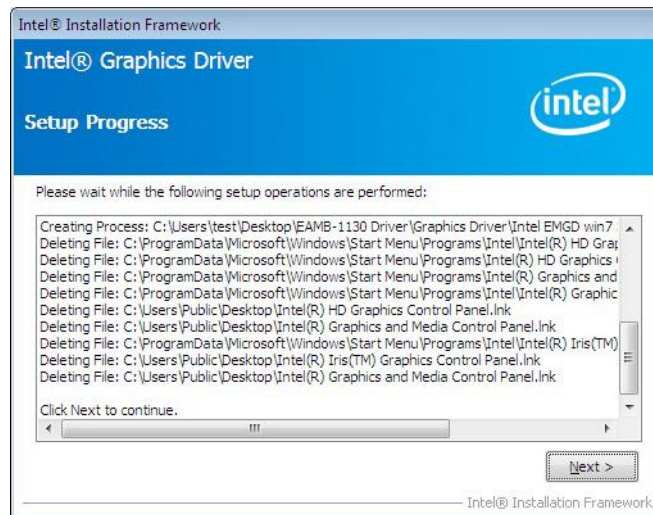 Intel® Installation Framework
Intel® Graphics Driver
intel
Setup Progress
Please wait while the following setup operations are performed:
Creating Process: C:\Users\test\Desktop\EAMB-1130 Driver\Graphics Driver\Intel EMGD win7
Deleting File: C:\ProgramData\Microsoft\Windows\Start Menu\Programs\Intel\Intel(R) HD Grap
Deleting File: C:\ProgramData\Microsoft\Windows\Start Menu\Programs\Intel(R) HD Graphics
Deleting File: C:\ProgramData\Microsoft\Windows\Start Menu\Programs\Intel(R) Graphics and
Deleting File: C:\ProgramData\Microsoft\Windows\Start Menu\Programs\Intel\Intel(R) Graphic
Deleting File: C:\Users\Public\Desktop\Intel(R) HD Graphics Control Panel.lnk
Deleting File: C:\Users\Public\Desktop\Intel(R) Graphics and Media Control Panel.lnk
Deleting File: C:\ProgramData\Microsoft\Windows\Start Menu\Programs\Intel\Intel(R) Iris(TM)
Deleting File: C:\Users\Public\Desktop\Intel(R) Iris(TM) Graphics Control Panel.lnk
Deleting File: C:\Users\Public\Desktop\Intel(R) Graphics and Media Control Panel.lnk
Click Next to continue.
Next >
Intel® Installation Framework